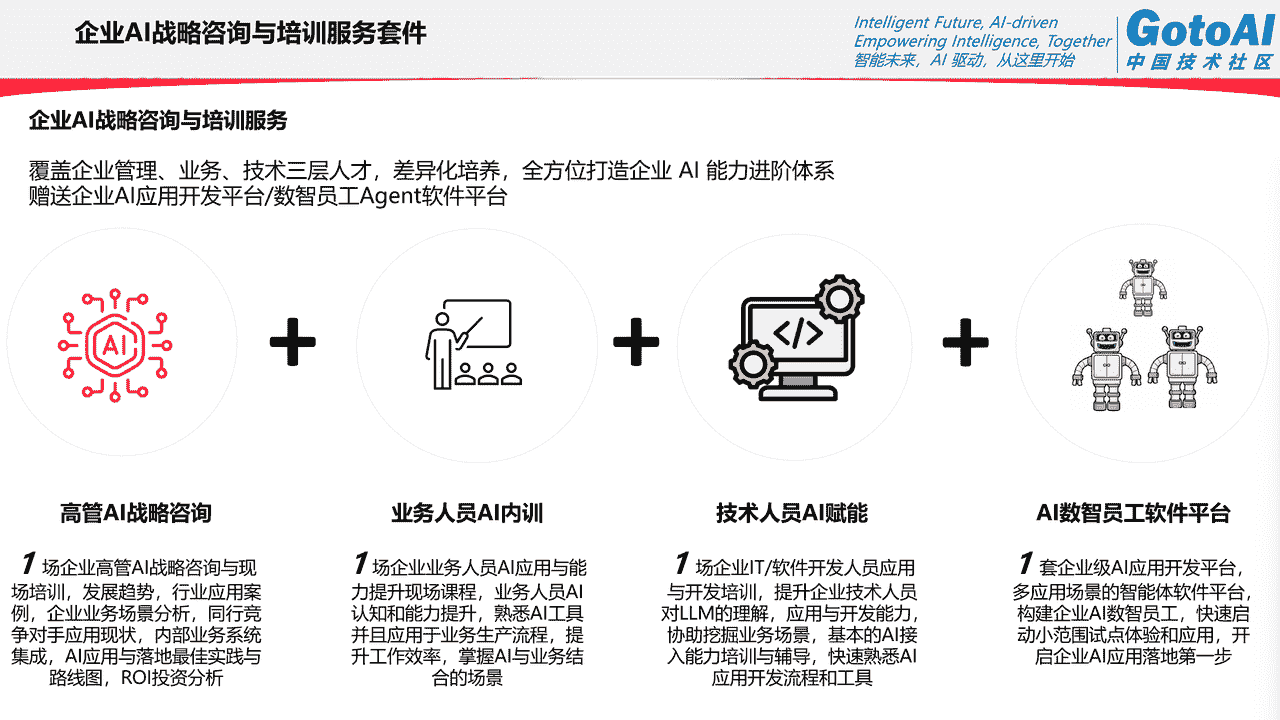 企业AI战略咨询与培训服务套件
Intelligent Future, AI-driven
Empowering Intelligence, Together
智能未来，AI 驱动，从这里开始
GotoAI
中国技术社区
企业AI战略咨询与培训服务
覆盖企业管理、业务、技术三层人才，差异化培养，全方位打造企业 AI 能力进阶体系
赠送企业AI应用开发平台/数智员工Agent软件平台
AI
</>
高管AI战略咨询
1 场企业高管AI战略咨询与现
场培训，发展趋势，行业应用案
例，企业业务场景分析，同行竞
争对手应用现状，内部业务系统
集成，AI应用与落地最佳实践与
路线图，ROI投资分析
业务人员AI内训
1 场企业业务人员AI应用与能
力提升现场课程，业务人员AI
认知和能力提升，熟悉AI工具
并且应用于业务生产流程，提
升工作效率，掌握AI与业务结
合的场景
技术人员AI赋能
1 场企业IT/软件开发人员应用
与开发培训，提升企业技术人员
对LLM的理解，应用与开发能力，
协助挖掘业务场景，基本的AI接
入能力培训与辅导，快速熟悉AI
应用开发流程和工具
AI数智员工软件平台
1 套企业级AI应用开发平台，
多应用场景的智能体软件平台，
构建企业AI数智员工，快速启
动小范围试点体验和应用，开
启企业AI应用落地第一步